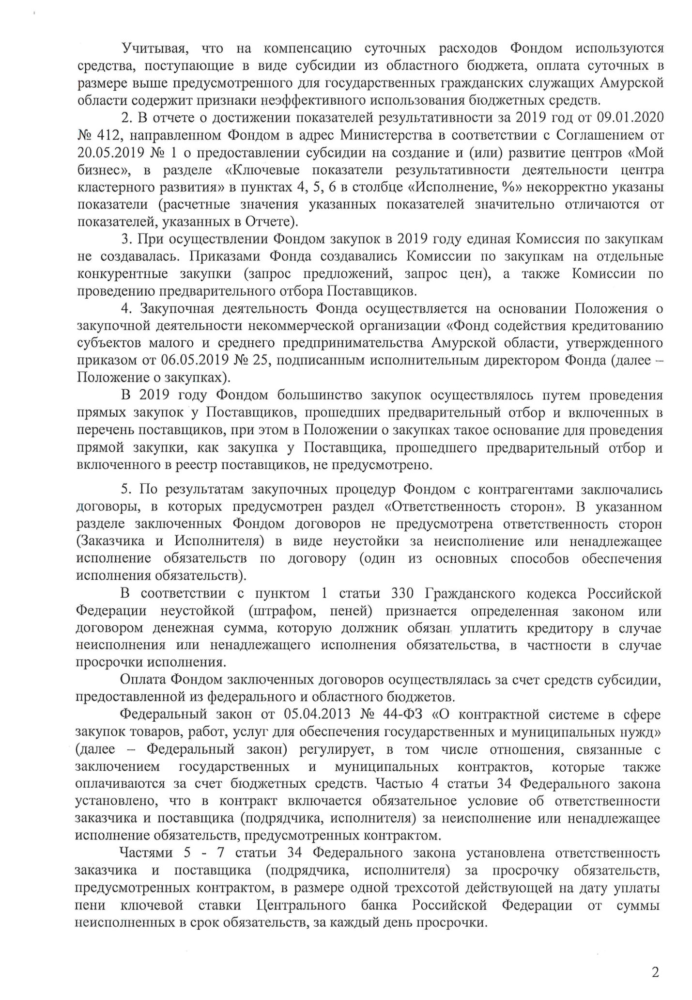 Учитывая, что на компенсацию суточных расходов Фондом используются
средства, поступающие в виде субсидии из областного бюджета, оплата суточных в
размере выше предусмотренного для государственных гражданских служащих Амурской
области содержит признаки неэффективного использования бюджетных средств.
2. В отчете о достижении показателей результативности за 2019 год от 09.01.2020
№ 412, направленном Фондом в адрес Министерства в соответствии с Соглашением от
20.05.2019 № 1 о предоставлении субсидии на создание и (или) развитие центров «Мой
бизнес», в разделе «Ключевые показатели результативности деятельности центра
кластерного развития» в пунктах 4, 5, 6 в столбце «Исполнение, %» некорректно указаны
показатели (расчетные значения указанных показателей значительно отличаются от
показателей, указанных в Отчете).
3. При осуществлении Фондом закупок в 2019 году единая Комиссия по закупкам
не создавалась. Приказами Фонда создавались Комиссии по закупкам на отдельные
конкурентные закупки (запрос предложений, запрос цен), а также Комиссии по
проведению предварительного отбора Поставщиков.
4. Закупочная деятельность Фонда осуществляется на основании Положения о
закупочной деятельности некоммерческой организации «Фонд содействия кредитованию
субъектов малого и среднего предпринимательства Амурской области, утвержденного
приказом от 06.05.2019 № 25, подписанным исполнительным директором Фонда (далее –
Положение о закупках).
В 2019 году Фондом большинство закупок осуществлялось путем проведения
прямых закупок у Поставщиков, прошедших предварительный отбор и включенных в
перечень поставщиков, при этом в Положении о закупках такое основание для проведения
прямой закупки, как закупка у Поставщика, прошедшего предварительный отбор и
включенного в реестр поставщиков, не предусмотрено.
5. По результатам закупочных процедур Фондом с контрагентами заключались
договоры, в которых предусмотрен раздел «Ответственность сторон». В указанном
разделе заключенных Фондом договоров не предусмотрена ответственность сторон
(Заказчика и Исполнителя) в виде неустойки за неисполнение или ненадлежащее
исполнение обязательств по договору (один из основных способов обеспечения
исполнения обязательств).
В соответствии с пунктом 1 статьи 330 Гражданского кодекса Российской
Федерации неустойкой (штрафом, пеней) признается определенная законом или
договором денежная сумма, которую должник обязан уплатить кредитору в случае
неисполнения или ненадлежащего исполнения обязательства, в частности в случае
просрочки исполнения.
Оплата Фондом заключенных договоров осуществлялась за счет средств субсидии,
предоставленной из федерального и областного бюджетов.
Федеральный закон от 05.04.2013 № 44-ФЗ «О контрактной системе в сфере
закупок товаров, работ, услуг для обеспечения государственных и муниципальных нужд»
(далее – Федеральный закон) регулирует, в том числе отношения, связанные с
заключением государственных и муниципальных контрактов, которые также
оплачиваются за счет бюджетных средств. Частью 4 статьи 34 Федерального закона
установлено, что в контракт включается обязательное условие об ответственности
заказчика и поставщика (подрядчика, исполнителя) за неисполнение или ненадлежащее
исполнение обязательств, предусмотренных контрактом.
Частями 5 - 7 статьи 34 Федерального закона установлена ответственность
заказчика и поставщика (подрядчика, исполнителя) за просрочку обязательств,
предусмотренных контрактом, в размере одной трехсотой действующей на дату уплаты
пени ключевой ставки Центрального банка Российской Федерации от суммы
неисполненных в срок обязательств, за каждый день просрочки.
2